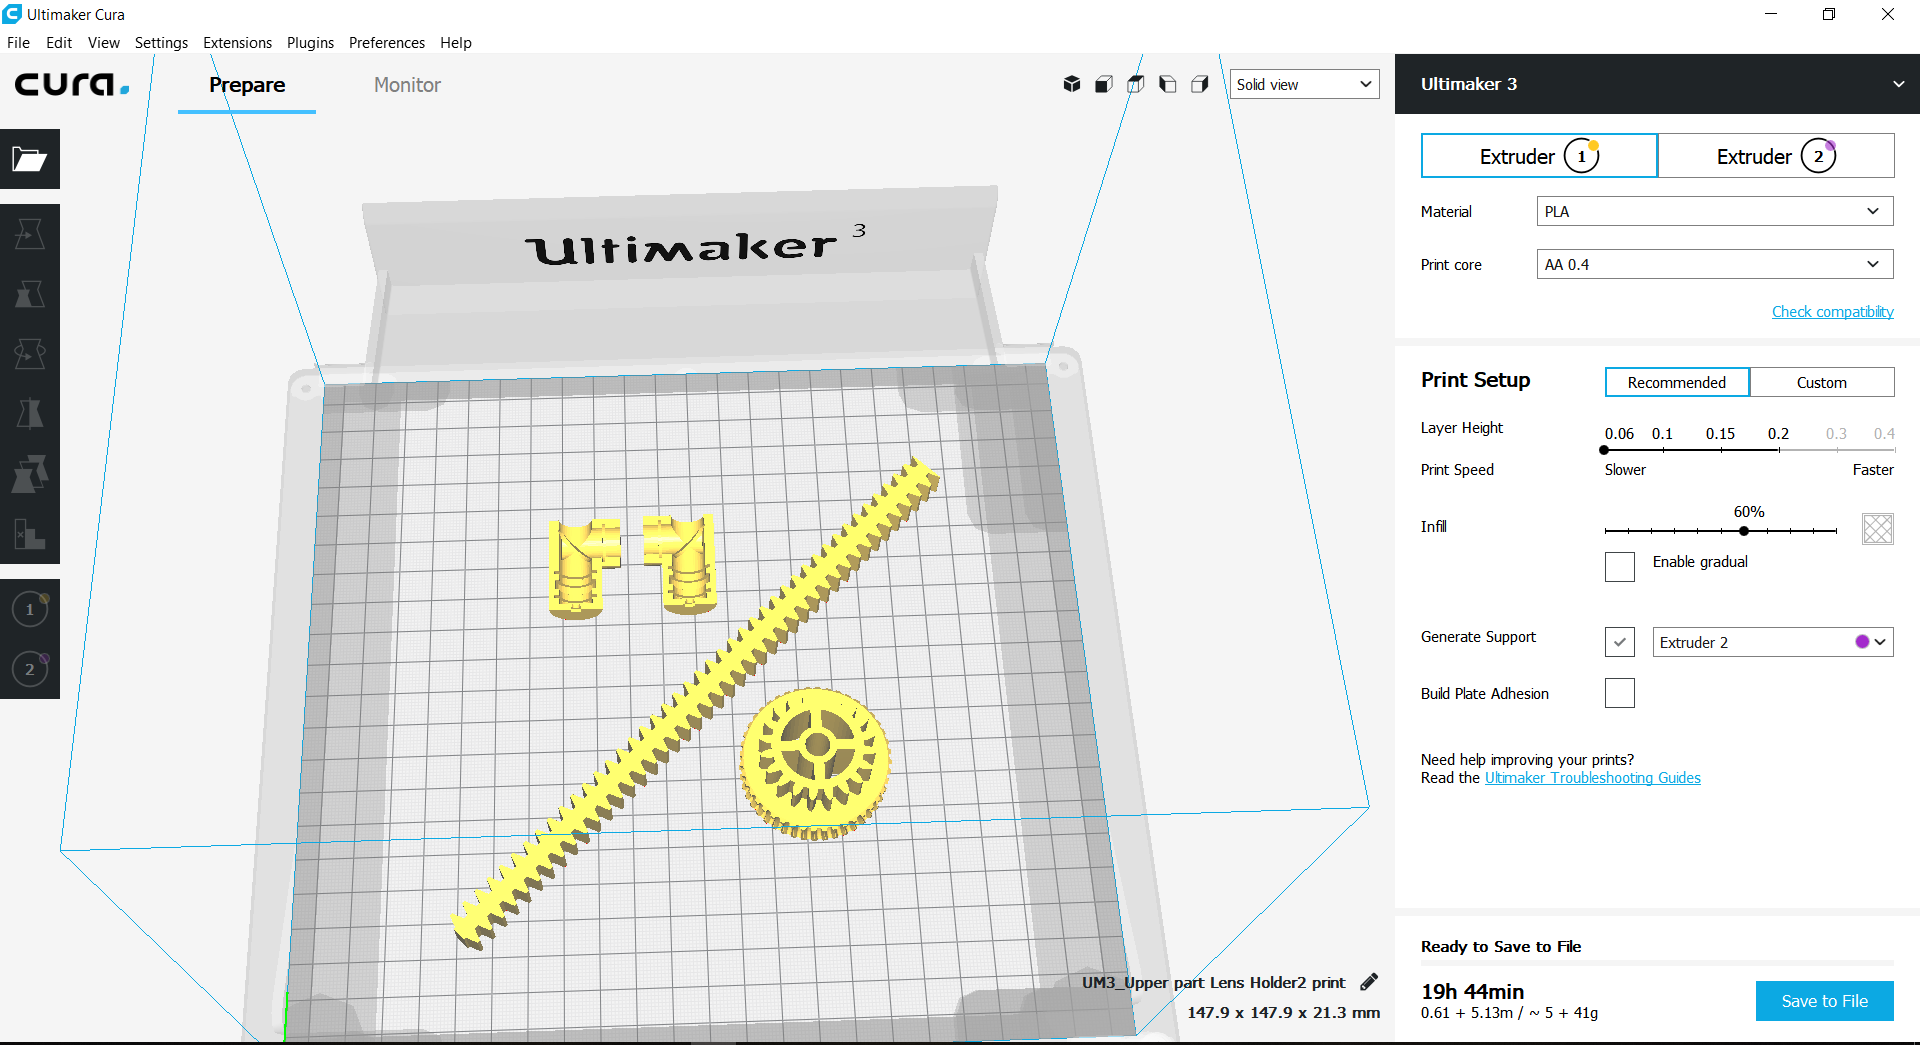 Ultimaker Cura
File Edit View Settings Extensions Plugins Preferences Help
cura.
Prepare Monitor
Solid view
Ultimaker 3
Ultimaker 3
Extruder 1 Extruder 2
Material PLA
Print core AA 0.4
Check compatibility
Print Setup Recommended Custom
Layer Height 0.06 0.1 0.15 0.2 0.3 0.4
Print Speed Slower Faster
60%
Infill
Enable gradual
Generate Support Extruder 2
Build Plate Adhesion
Need help improving your prints?
Read the Ultimaker Troubleshooting Guides
1
2
UM3_Upper part Lens Holder2 print
147.9 x 147.9 x 21.3 mm
Ready to Save to File
19h 44min
0.61 + 5.13m / ~ 5 + 41g
Save to File